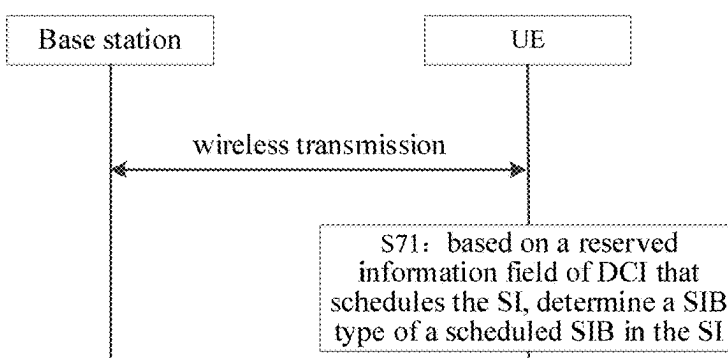 Base station
UE
wireless transmission
S71: based on a reserved
information field of DCI that
schedules the SI, determine a SIB
type of a scheduled SIB in the SI